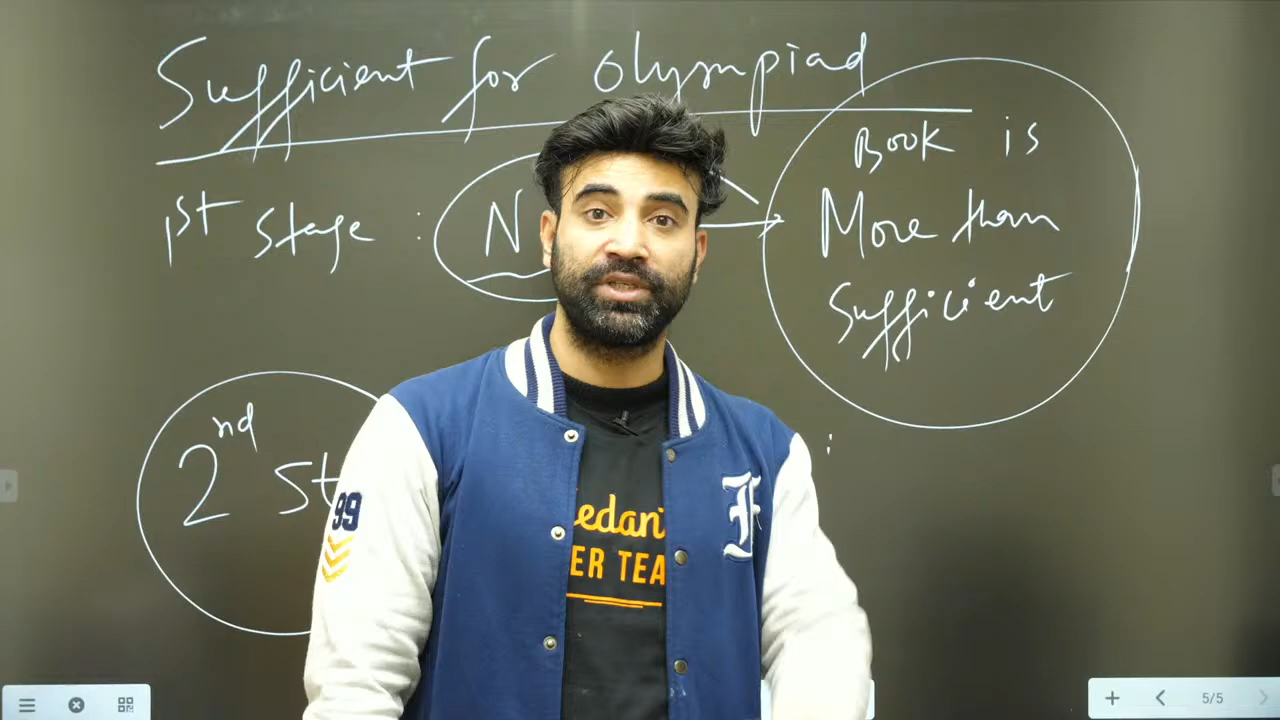 Sufficient for Olympiad
1st Stage : N
Book is
More than
Sufficient
2nd St
:
99
F
edant
ER TEA
5/5